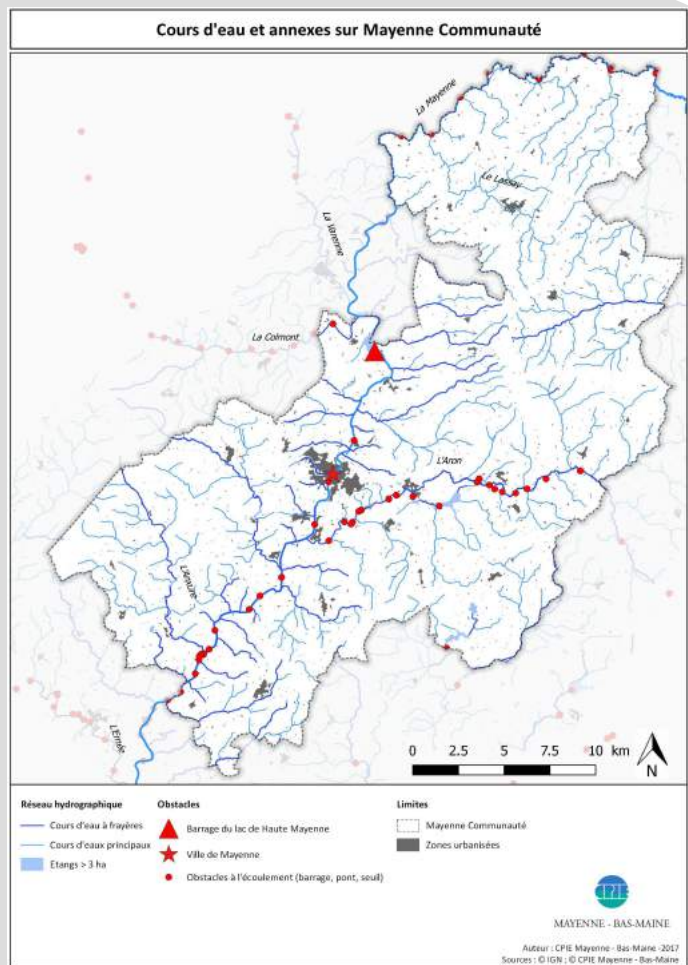 Cours d'eau et annexes sur Mayenne Communauté
La Mayenne
Le Lassay
La Varenne
La Colmont
L'Aron
L'Anxure
L'Ernée
0 2.5 5 7.5 10 km
N
Réseau hydrographique
Cours d'eau à frayères
Cours d'eaux principaux
Etangs > 3 ha
Obstacles
Barrage du lac de Haute Mayenne
Ville de Mayenne
Obstacles à l'écoulement (barrage, pont, seuil)
Limites
Mayenne Communauté
Zones urbanisées
CPIE
MAYENNE - BAS-MAINE
Auteur : CPIE Mayenne - Bas-Maine -2017
Sources : © IGN ; © CPIE Mayenne - Bas-Maine